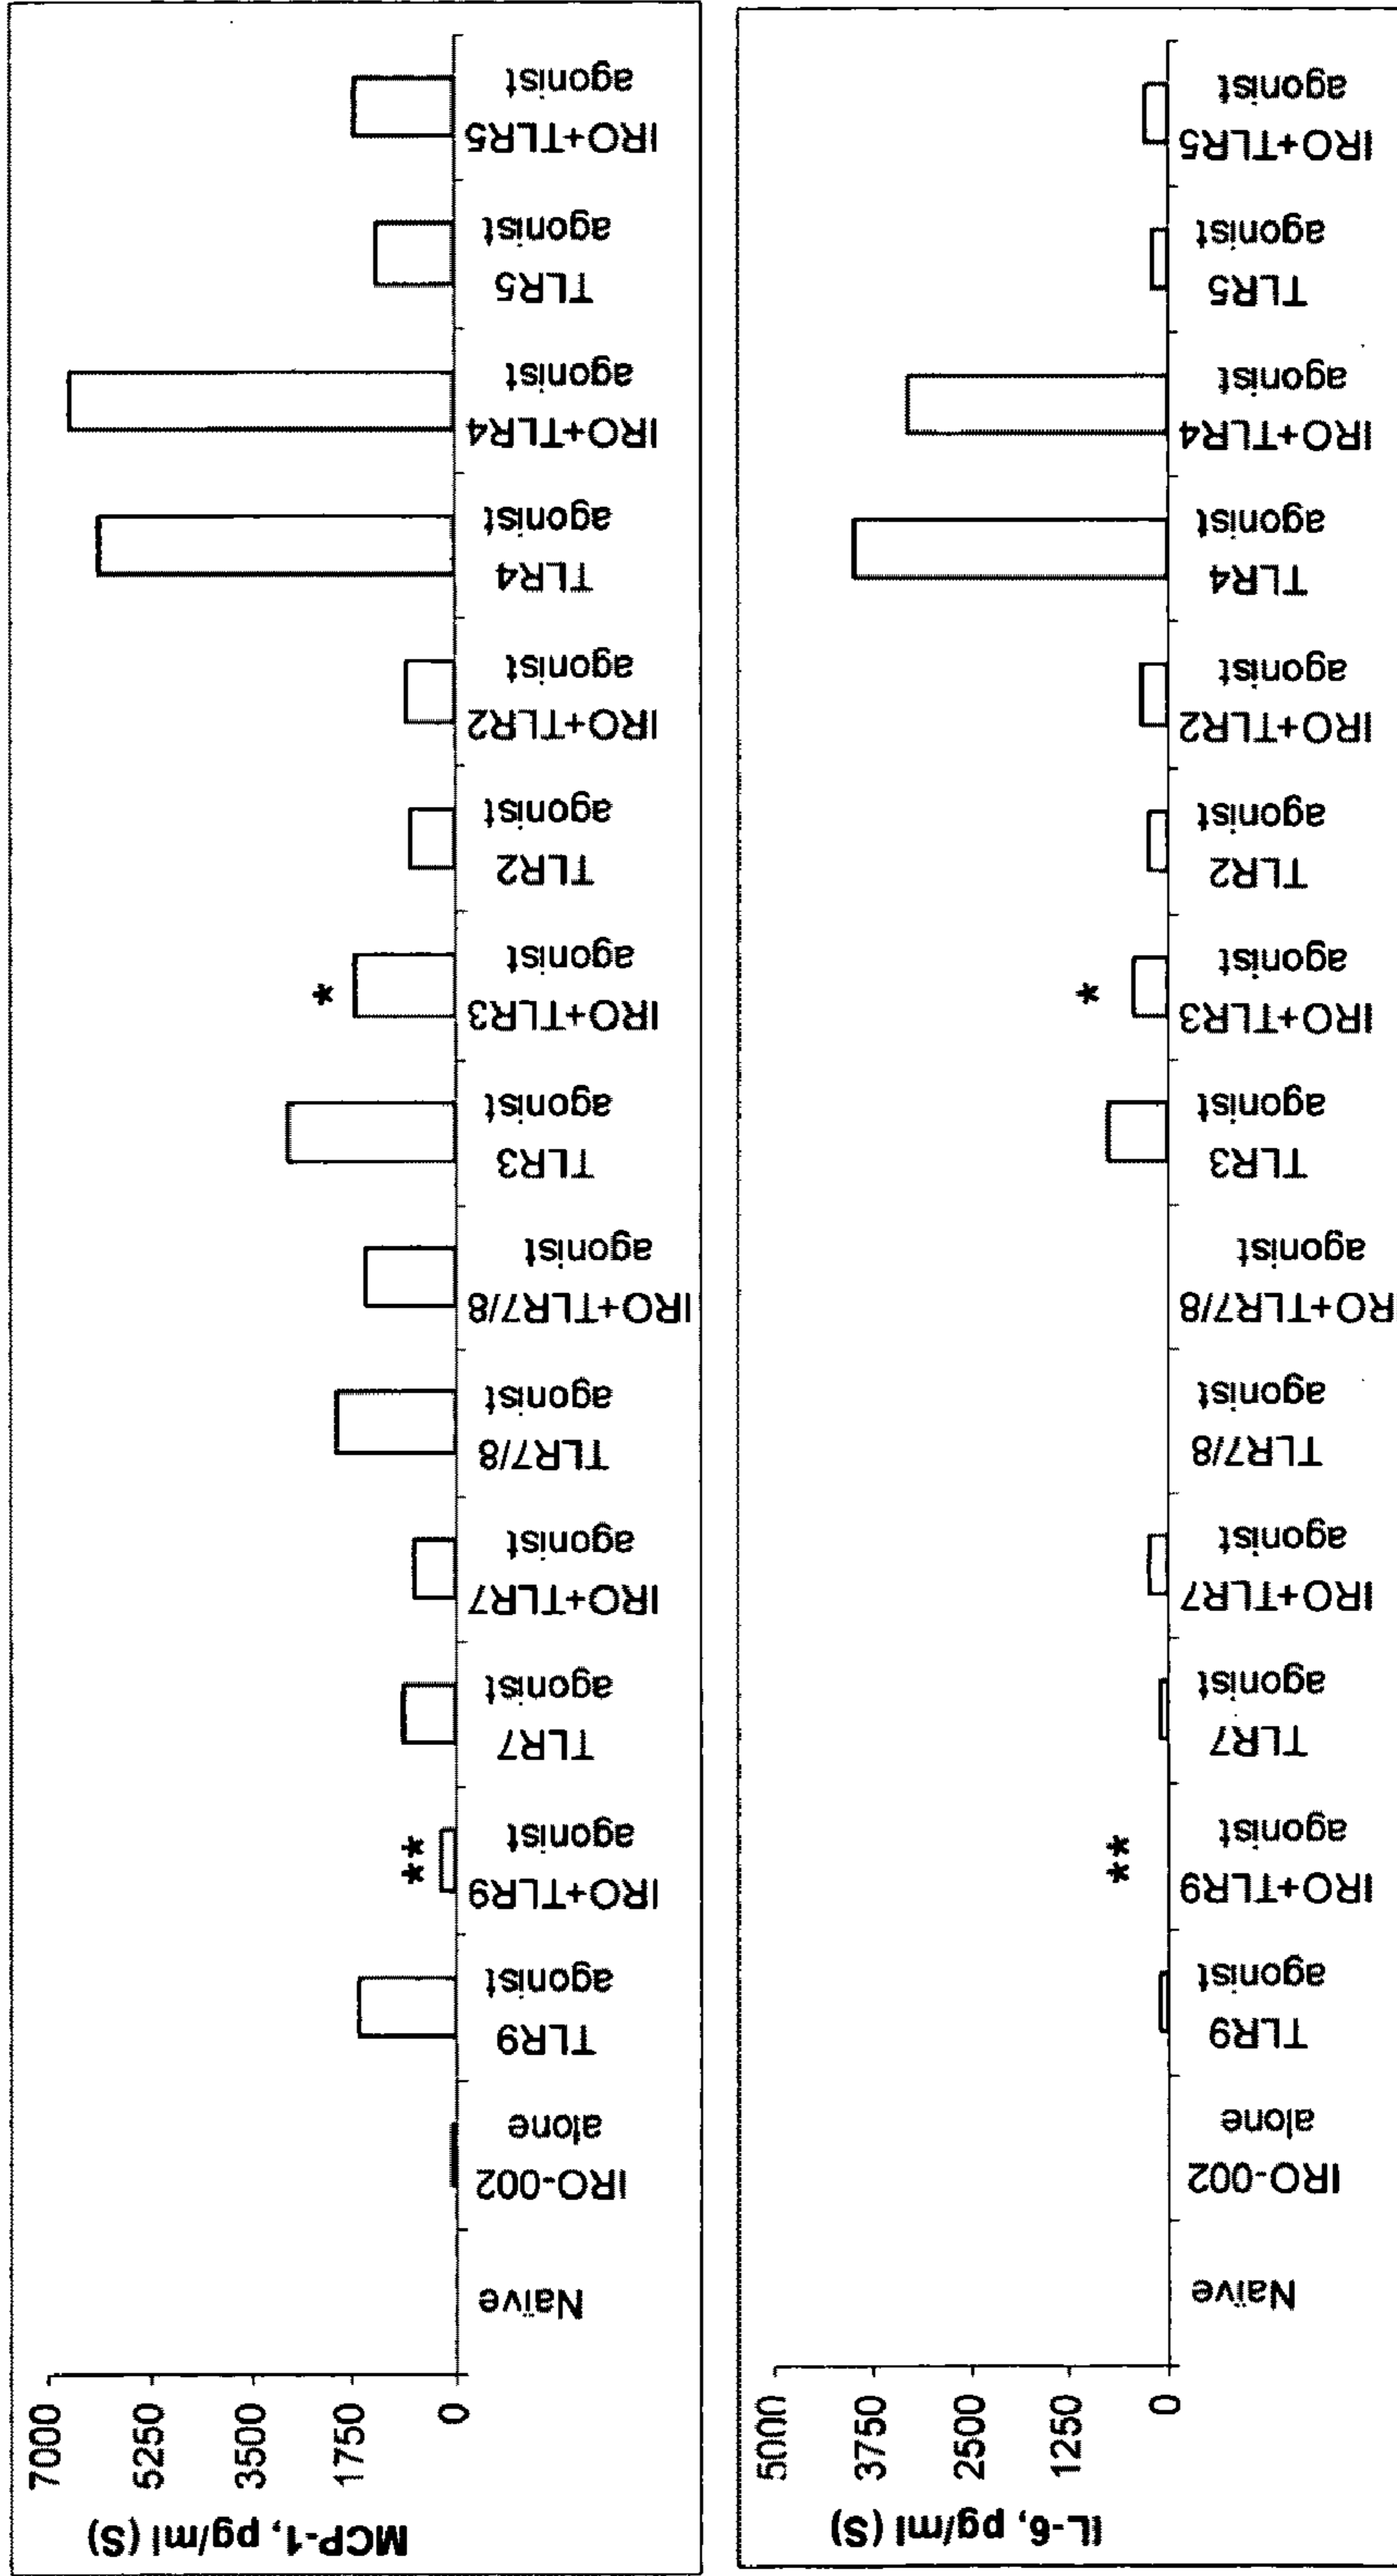 MCP-1, pg/ml (S)
7000
5250
3500
1750
0
**
*
Naïve
IRO-002
alone
TLR9
agonist
IRO+TLR9
agonist
TLR7
agonist
IRO+TLR7
agonist
TLR7/8
agonist
IRO+TLR7/8
agonist
TLR3
agonist
IRO+TLR3
agonist
TLR2
agonist
IRO+TLR2
agonist
TLR4
agonist
IRO+TLR4
agonist
TLR5
agonist
IRO+TLR5
agonist
IL-6, pg/ml (S)
5000
3750
2500
1250
0
**
*
Naïve
IRO-002
alone
TLR9
agonist
IRO+TLR9
agonist
TLR7
agonist
IRO+TLR7
agonist
TLR7/8
agonist
RO+TLR7/8
agonist
TLR3
agonist
IRO+TLR3
agonist
TLR2
agonist
IRO+TLR2
agonist
TLR4
agonist
IRO+TLR4
agonist
TLR5
agonist
IRO+TLR5
agonist